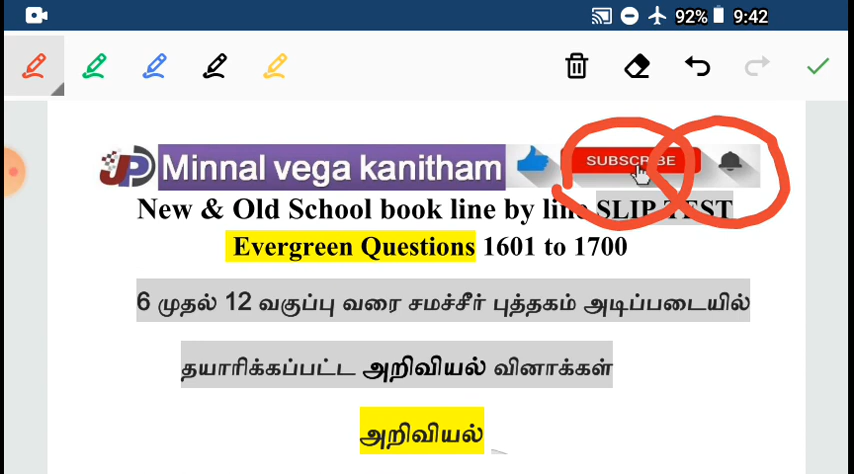 92% 9:42
JP Minnal vega kanitham SUBSCRIBE
New & Old School book line by line SLIP TEST
Evergreen Questions 1601 to 1700
6 முதல் 12 வகுப்பு வரை சமச்சீர் புத்தகம் அடிப்படையில்
தயாரிக்கப்பட்ட அறிவியல் வினாக்கள்
அறிவியல்